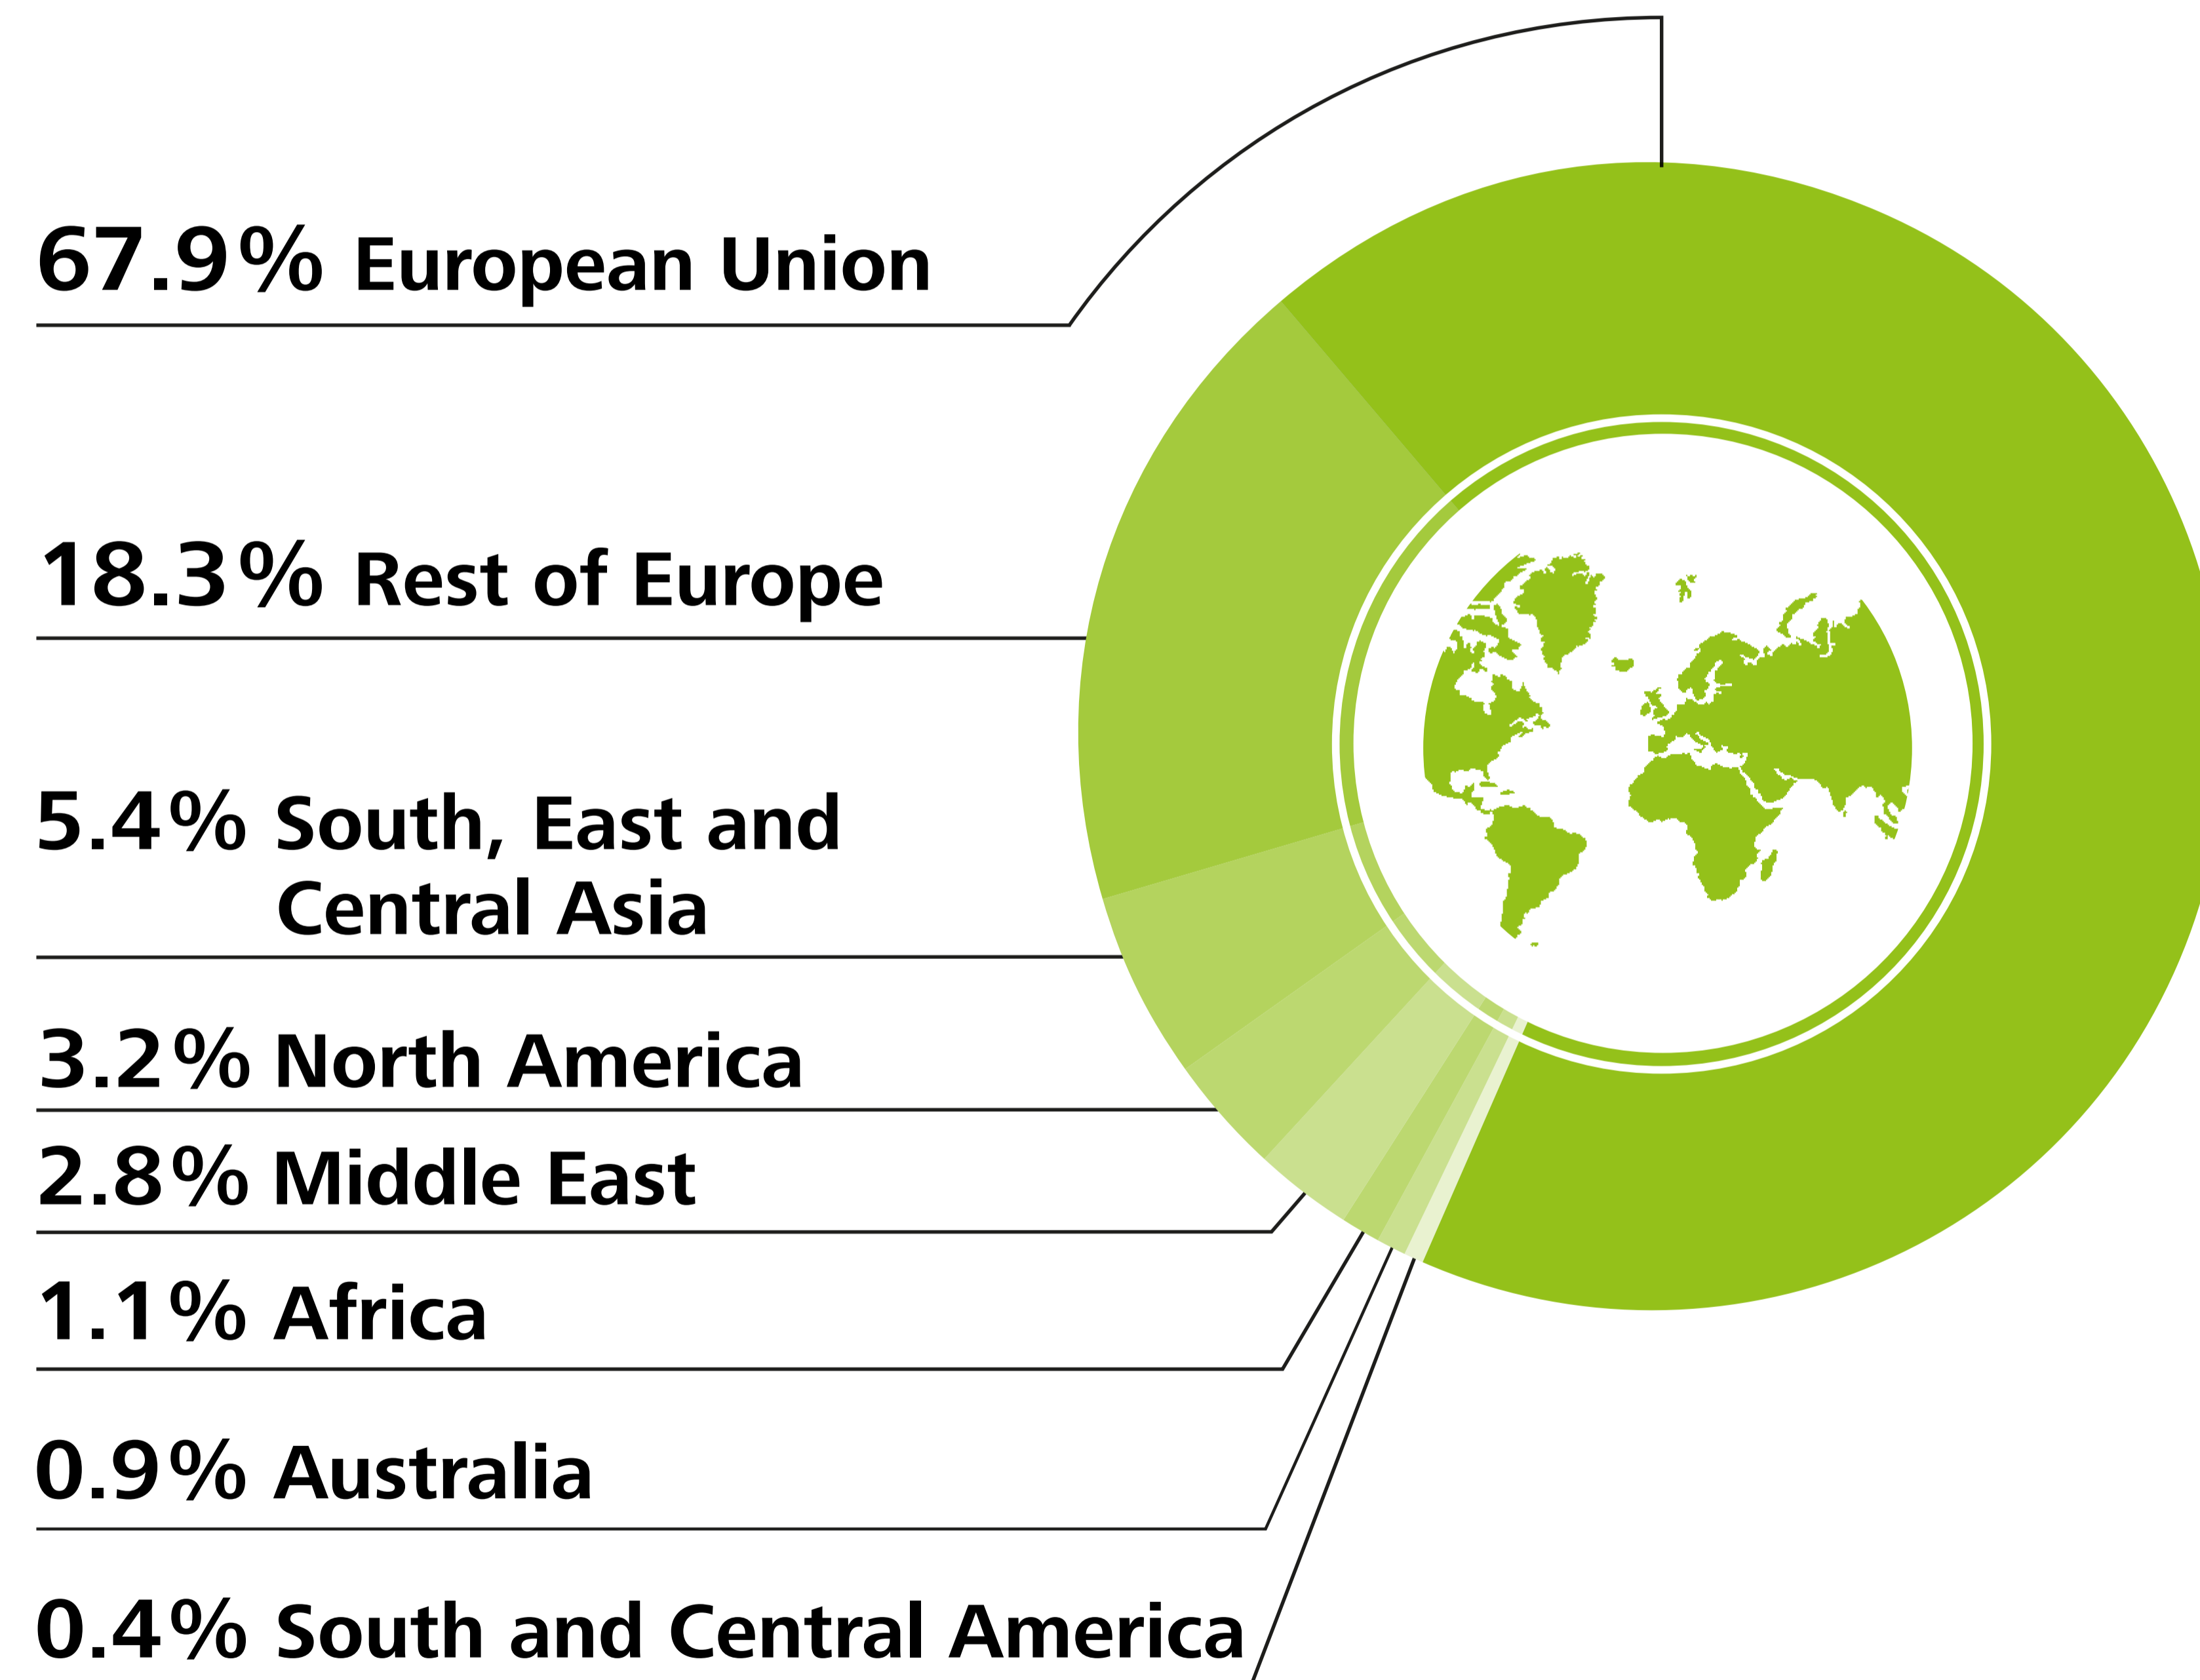 67.9% European Union
18.3% Rest of Europe
5.4% South, East and
Central Asia
3.2% North America
2.8% Middle East
1.1% Africa
0.9% Australia
0.4% South and Central America